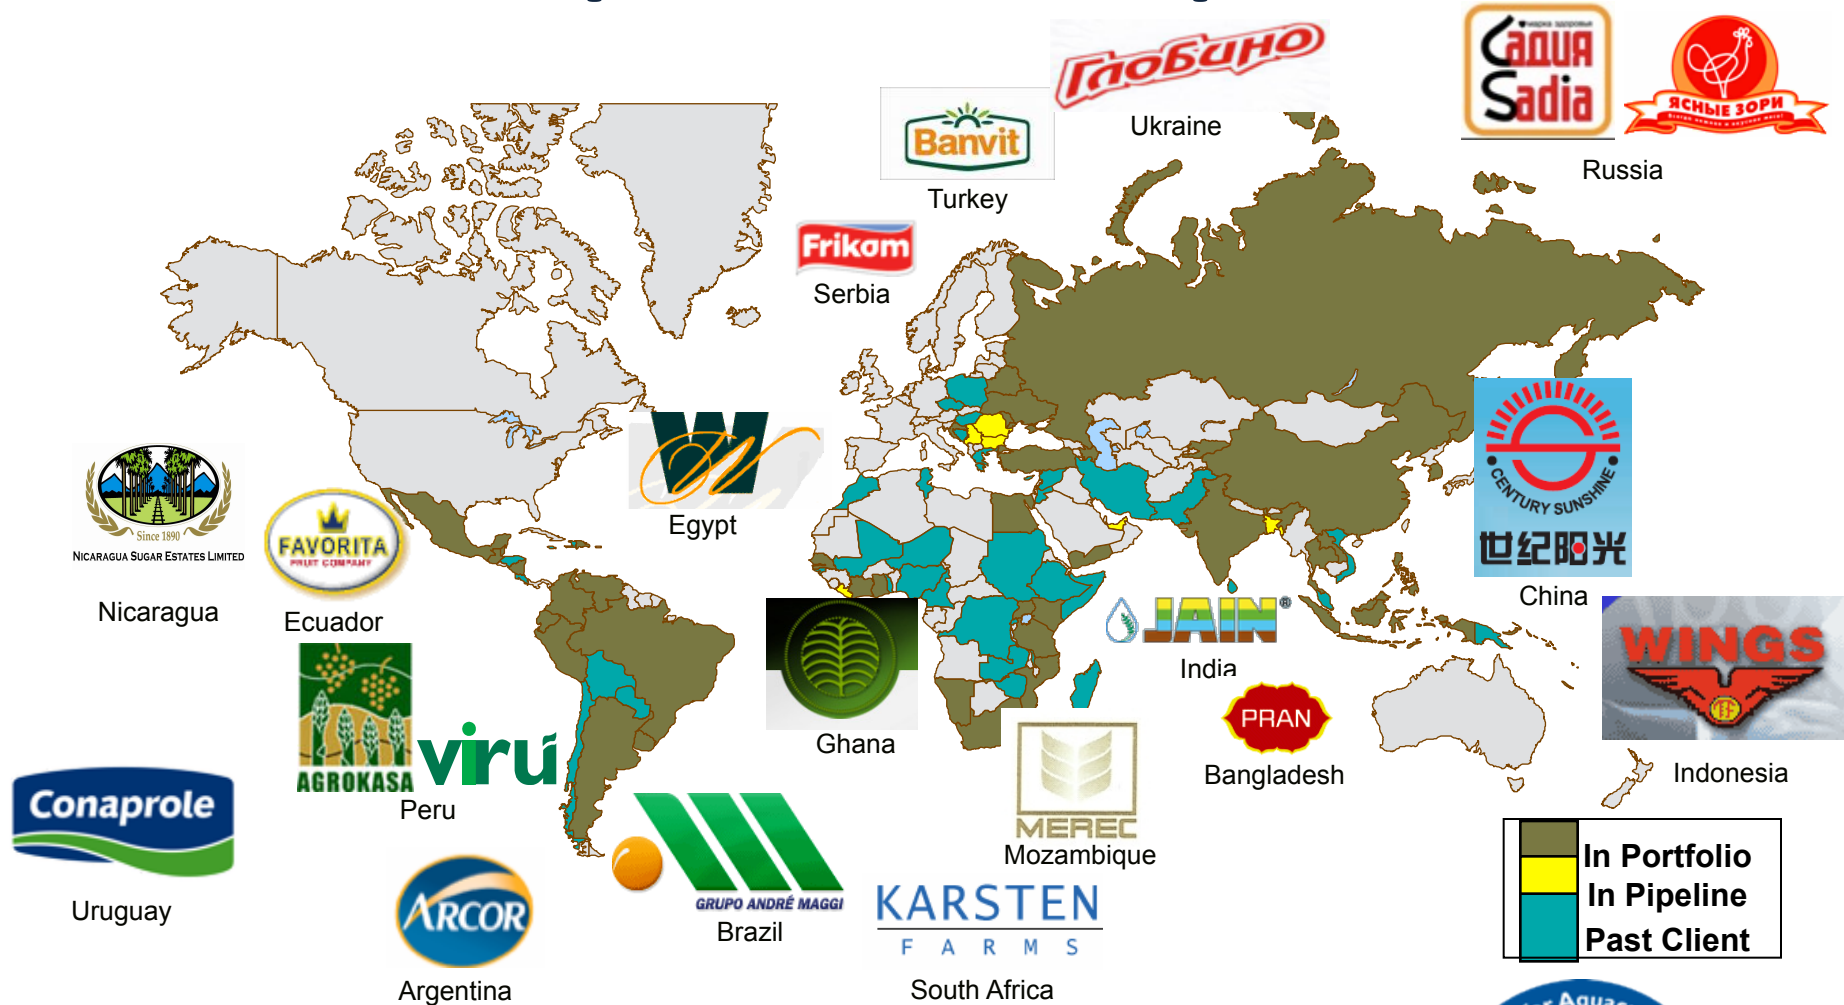 Глобино
Ukraine
Садия
Sadia
ЯСНЫЕ ЗОРИ
Russia
Banvit
Turkey
Frikom
Serbia
W
Egypt
Since 1890
NICARAGUA SUGAR ESTATES LIMITED
Nicaragua
FAVORITA
FRUIT COMPANY
Ecuador
CENTURY SUNSHINE
世纪阳光
China
JAIN®
India
WINGS
Indonesia
PRAN
Bangladesh
Ghana
AGROKASA
virú
Peru
MEREC
Mozambique
Conaprole
Uruguay
ARCOR
Argentina
GRUPO ANDRÉ MAGGI
Brazil
KARSTEN
FARMS
South Africa
In Portfolio
In Pipeline
Past Client